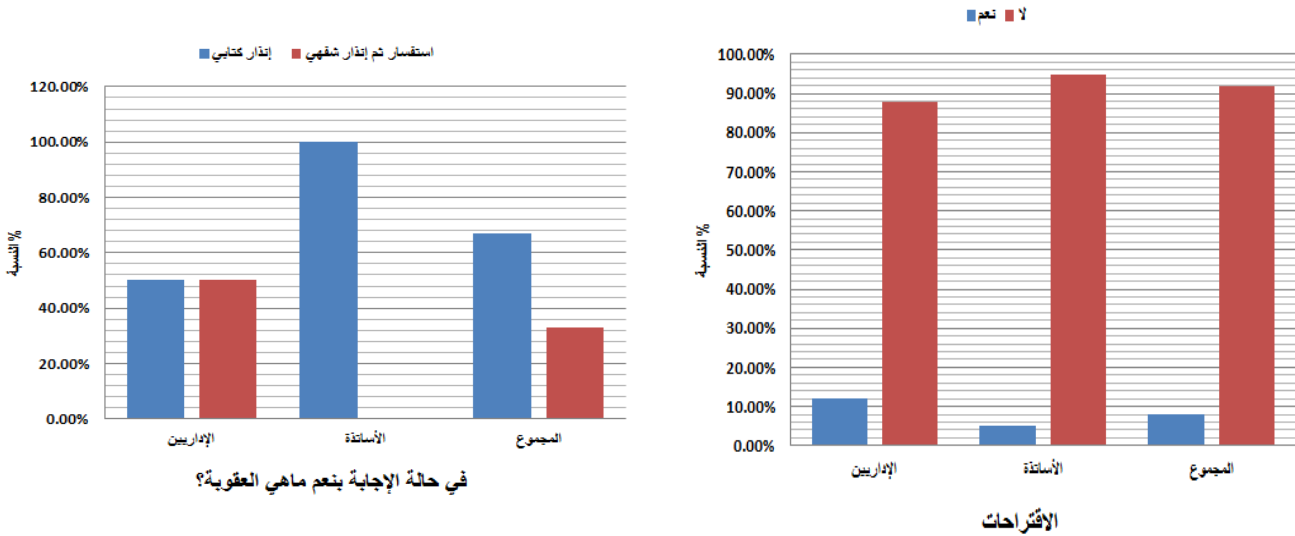 إنذار كتابي استفسار ثم إنذار شفهي
120.00%
100.00%
80.00%
60.00%
40.00%
20.00%
0.00%
النسبة %
الإداريين الأساتذة المجموع
في حالة الإجابة بنعم ماهي العقوبة؟
نعم لا
100.00%
90.00%
80.00%
70.00%
60.00%
50.00%
40.00%
30.00%
20.00%
10.00%
0.00%
النسبة %
الإداريين الأساتذة المجموع
الاقتراحات